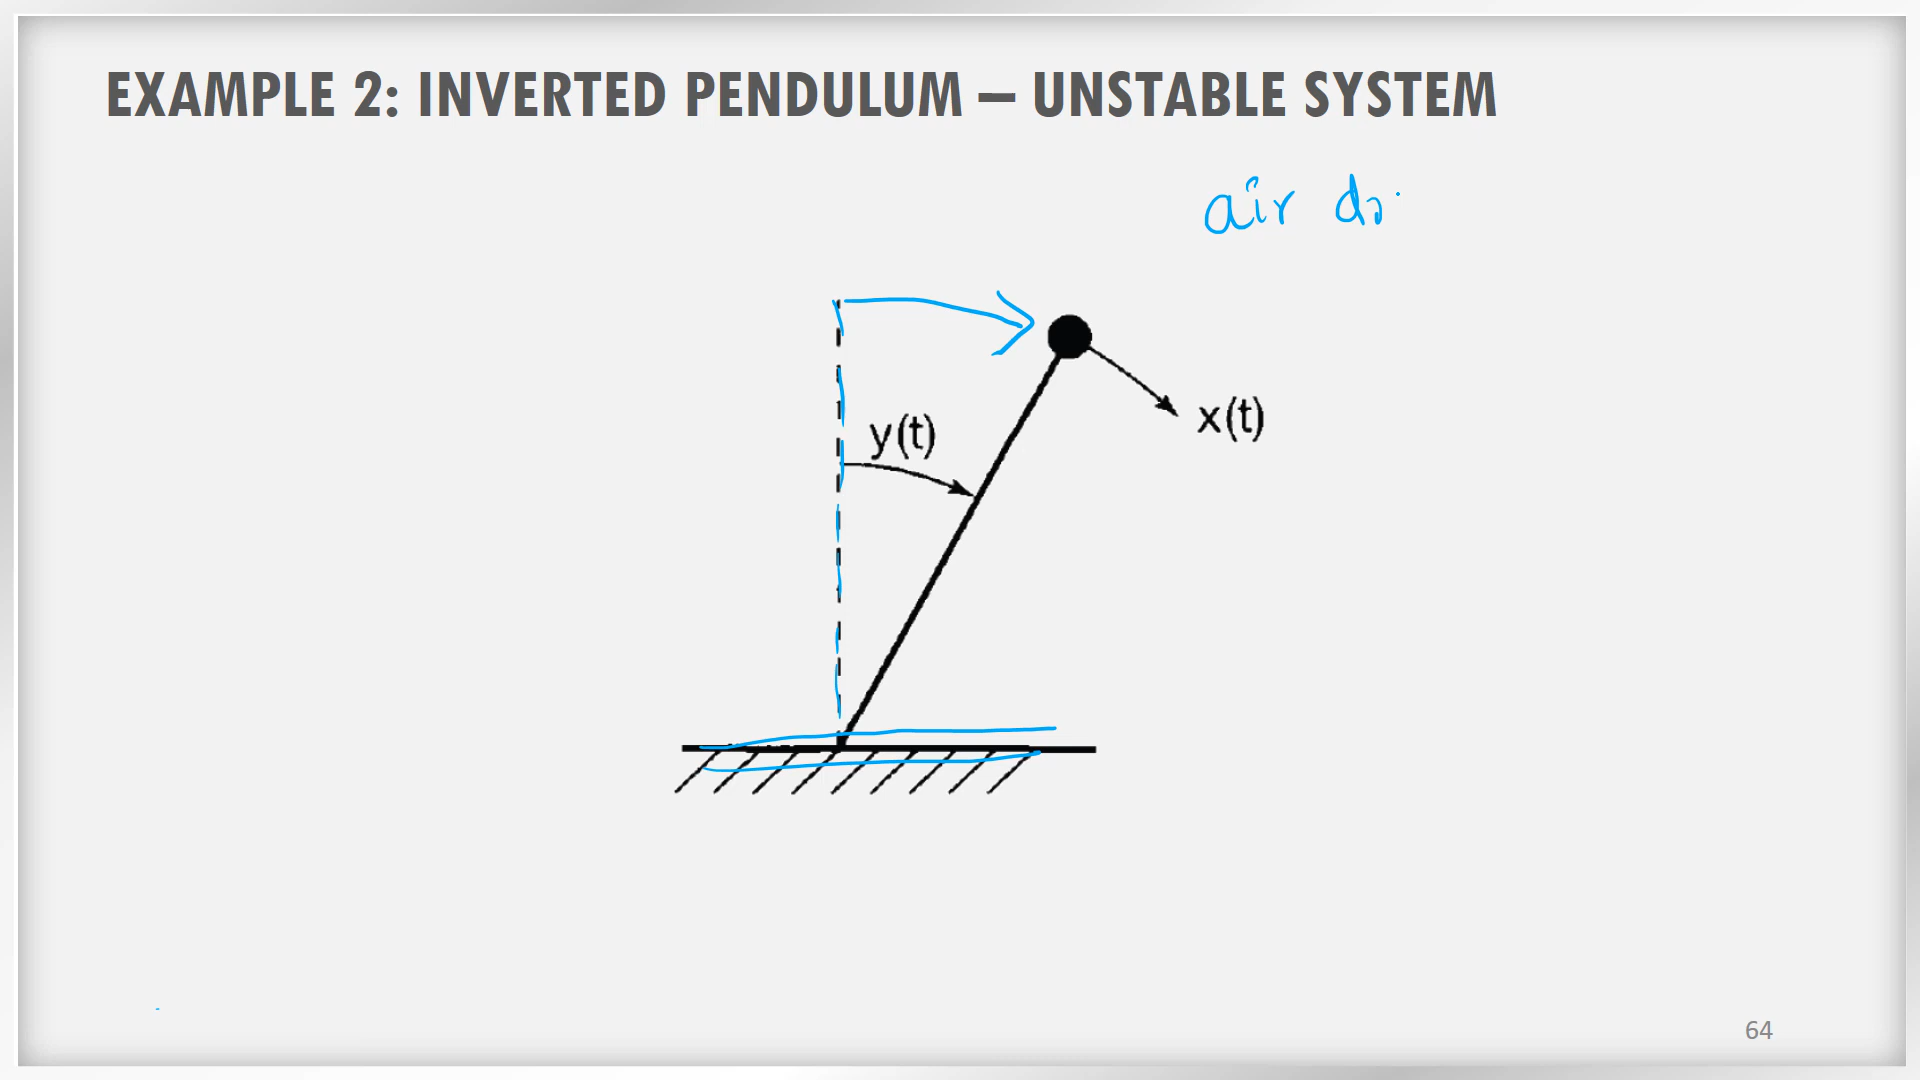 EXAMPLE 2: INVERTED PENDULUM – UNSTABLE SYSTEM
air
y(t)
x(t)
64